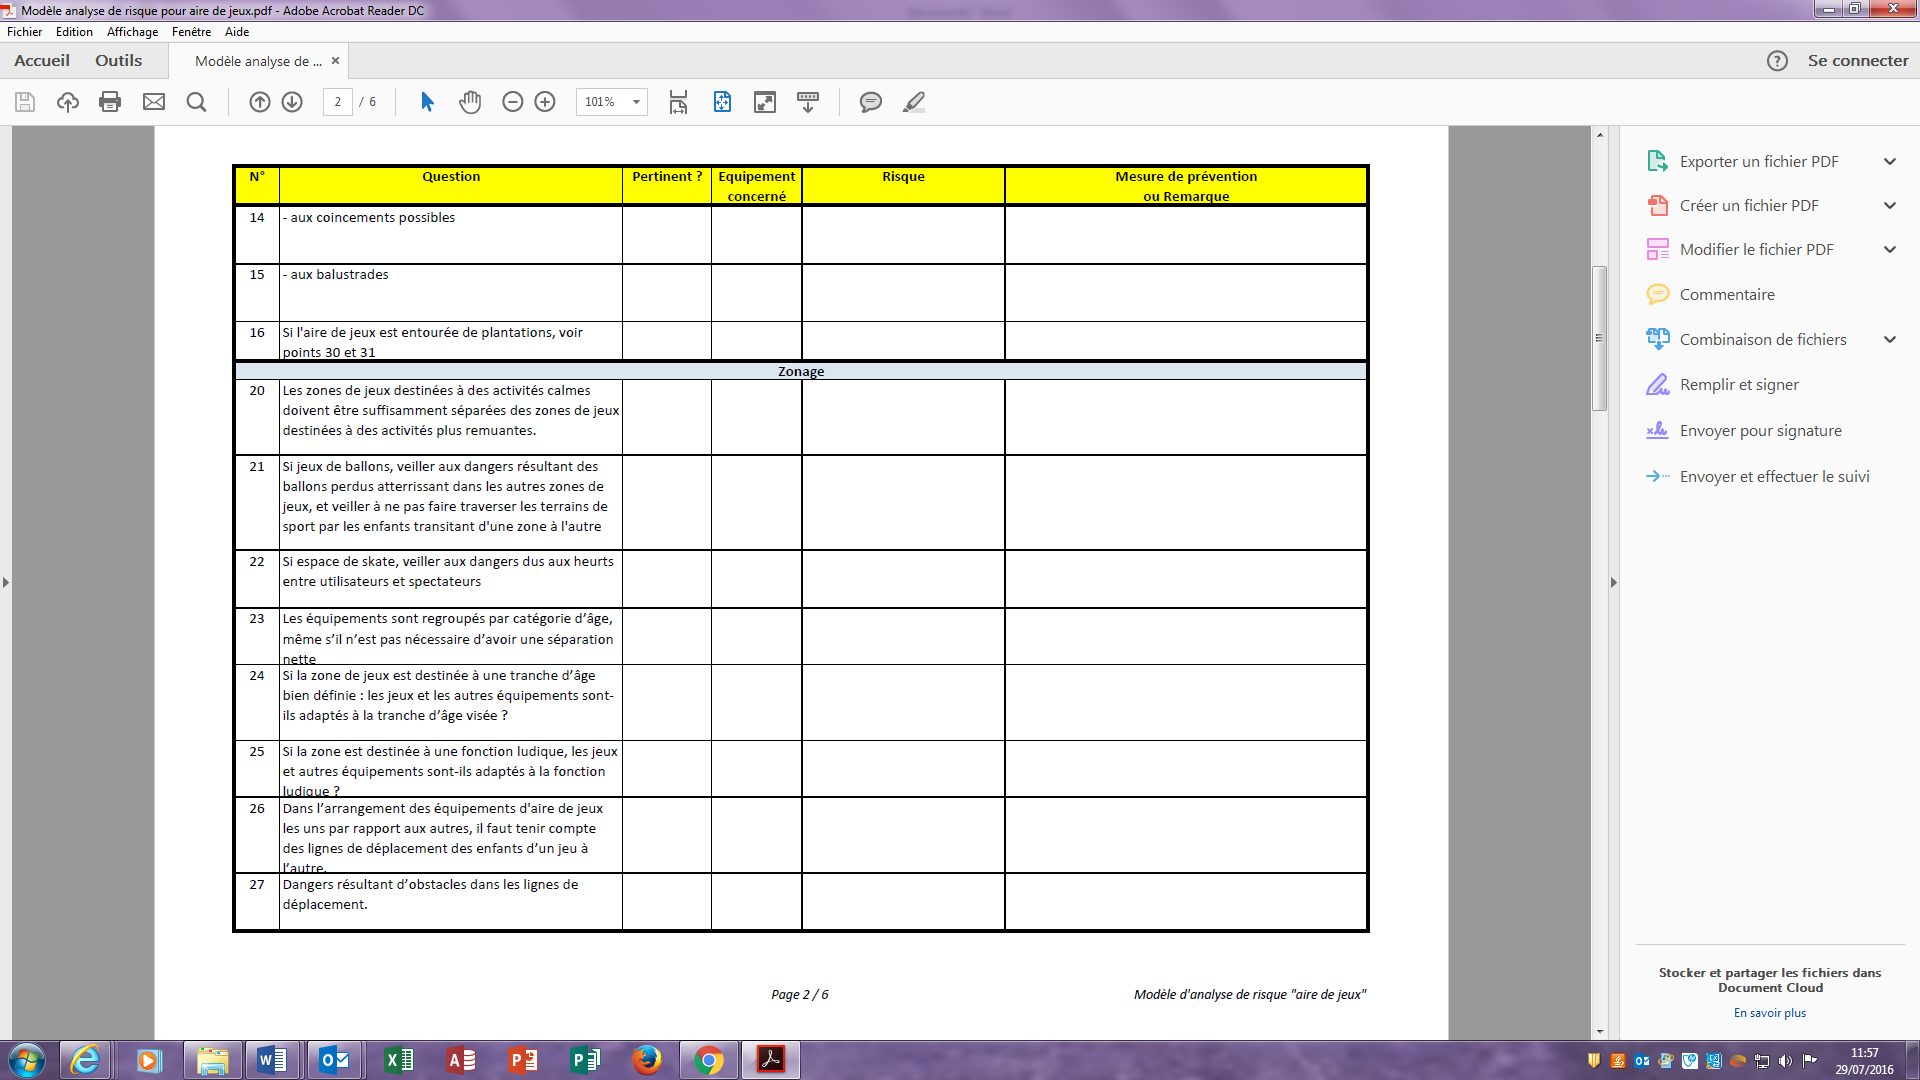 Modèle analyse de risque pour aire de jeux.pdf - Adobe Acrobat Reader DC
Fichier Edition Affichage Fenêtre Aide
Accueil Outils Modèle analyse de ... × ? Se connecter
2 / 6 101%
N° Question Pertinent ? Equipement concerné Risque Mesure de prévention ou Remarque
14 - aux coincements possibles
15 - aux balustrades
16 Si l'aire de jeux est entourée de plantations, voir
points 30 et 31
Zonage
20 Les zones de jeux destinées à des activités calmes
doivent être suffisamment séparées des zones de jeux
destinées à des activités plus remuantes.
21 Si jeux de ballons, veiller aux dangers résultant des
ballons perdus atterrissant dans les autres zones de
jeux, et veiller à ne pas faire traverser les terrains de
sport par les enfants transitant d'une zone à l'autre
22 Si espace de skate, veiller aux dangers dus aux heurts
entre utilisateurs et spectateurs
23 Les équipements sont regroupés par catégorie d’âge,
même s’il n’est pas nécessaire d’avoir une séparation
nette
24 Si la zone de jeux est destinée à une tranche d’âge
bien définie : les jeux et les autres équipements sont-
ils adaptés à la tranche d’âge visée ?
25 Si la zone est destinée à une fonction ludique, les jeux
et autres équipements sont-ils adaptés à la fonction
ludique ?
26 Dans l’arrangement des équipements d'aire de jeux
les uns par rapport aux autres, il faut tenir compte
des lignes de déplacement des enfants d’un jeu à
l’autre.
27 Dangers résultant d’obstacles dans les lignes de
déplacement.
Page 2 / 6 Modèle d'analyse de risque "aire de jeux"
Exporter un fichier PDF
Créer un fichier PDF
Modifier le fichier PDF
Commentaire
Combinaison de fichiers
Remplir et signer
Envoyer pour signature
Envoyer et effectuer le suivi
Stocker et partager les fichiers dans
Document Cloud
En savoir plus
11:57
29/07/2016